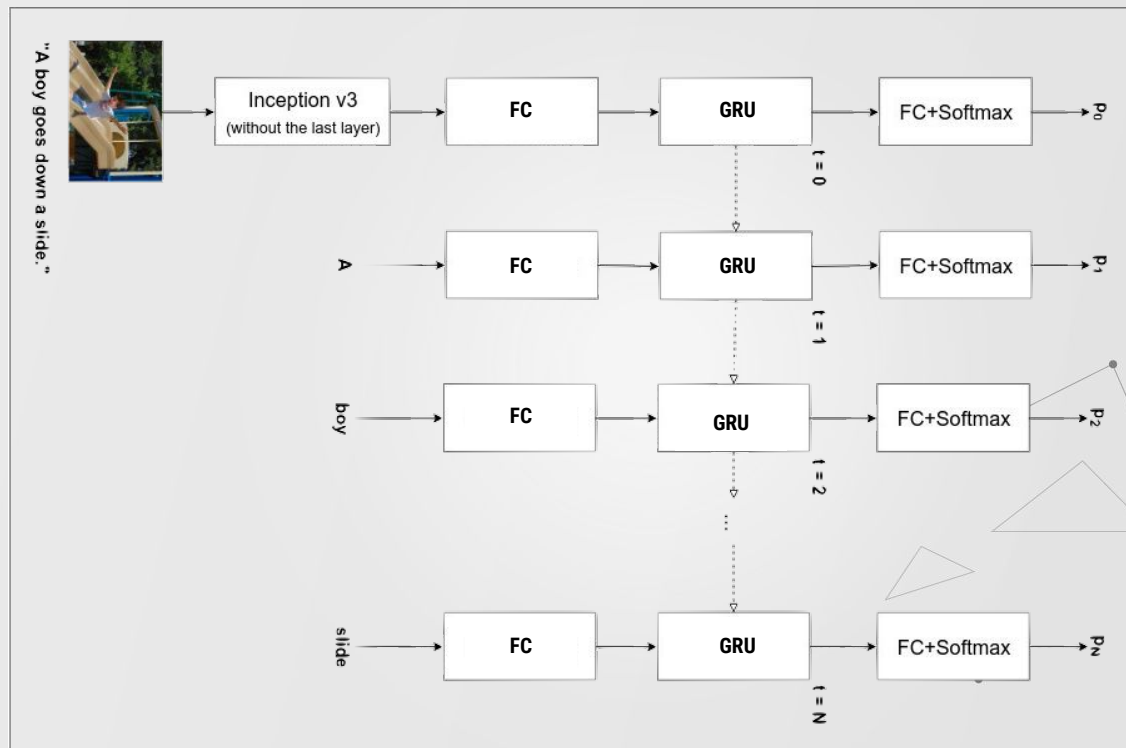 "A boy goes down a slide."
Inception v3
(without the last layer)
FC
GRU
FC+Softmax
p0
t = 0
A
FC
GRU
FC+Softmax
p1
t = 1
boy
FC
GRU
FC+Softmax
p2
t = 2
...
slide
FC
GRU
FC+Softmax
pN
t = N